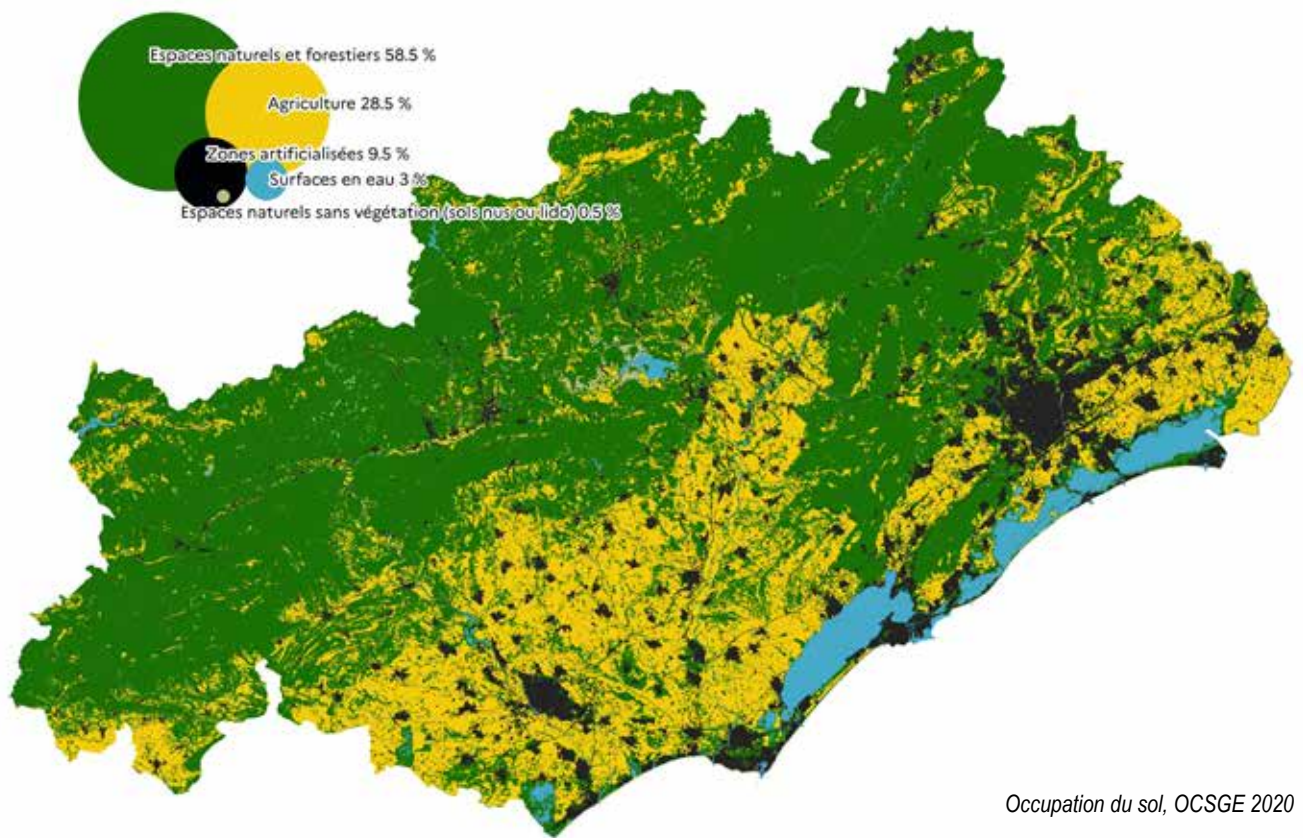 Espaces naturels et forestiers 58.5 %
Agriculture 28.5 %
Zones artificialisées 9.5 %
Surfaces en eau 3 %
Espaces naturels sans végétation (sols nus ou lido) 0.5 %
Occupation du sol, OCSGE 2020